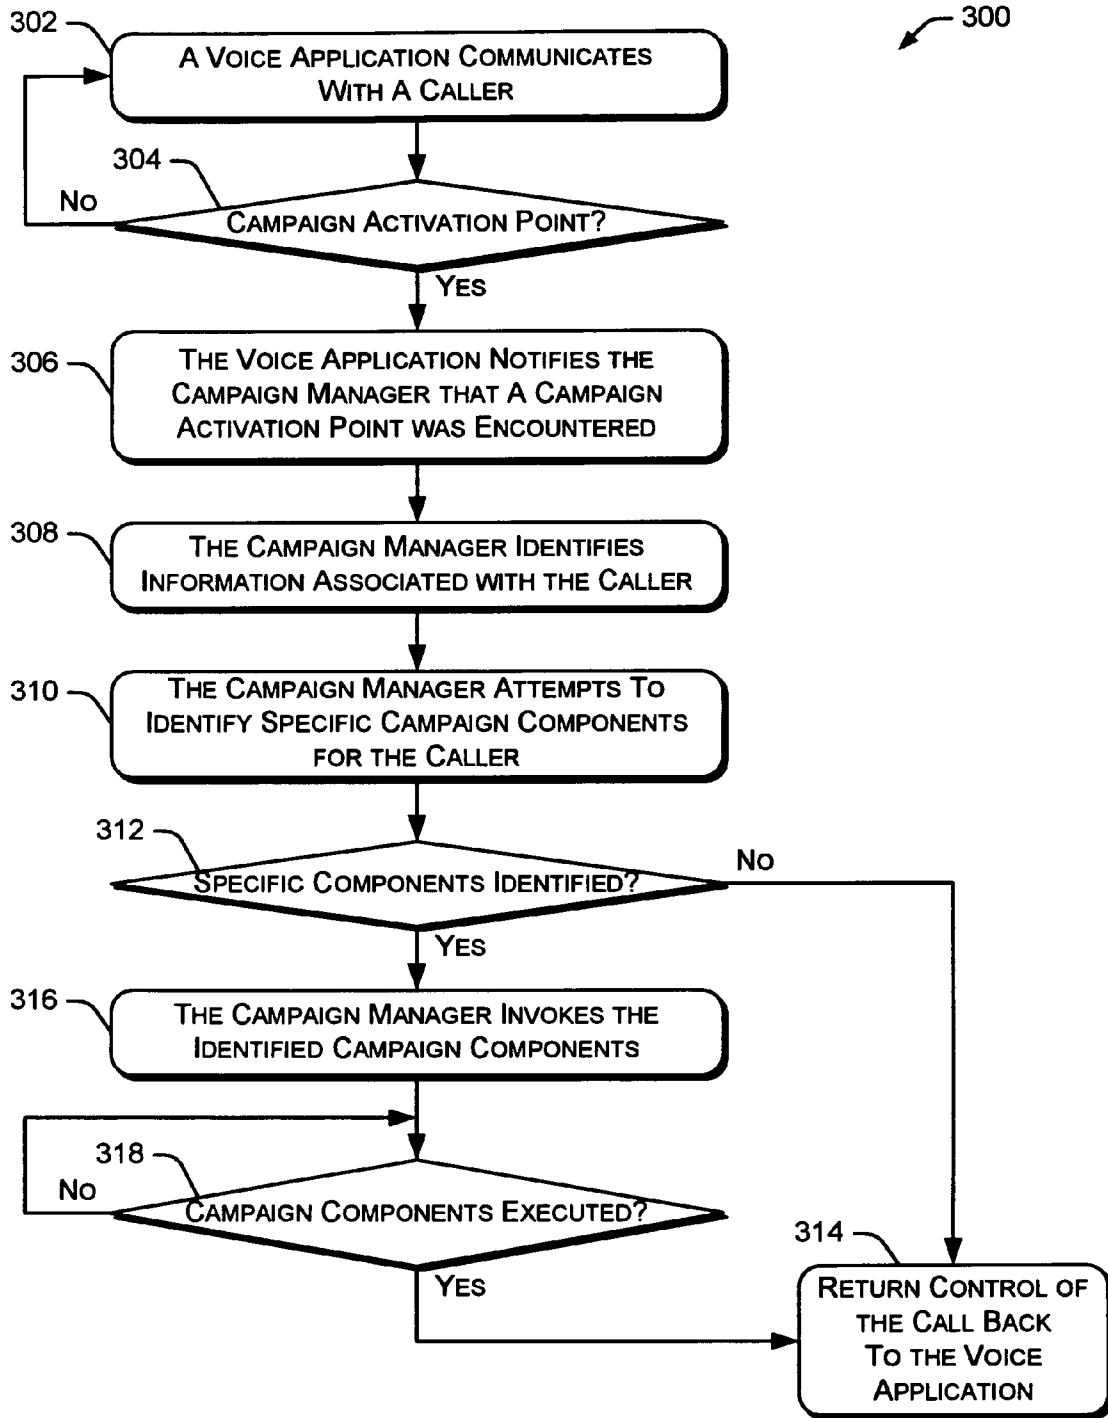 302
300
A VOICE APPLICATION COMMUNICATES
WITH A CALLER
304
NO
CAMPAIGN ACTIVATION POINT?
YES
306
THE VOICE APPLICATION NOTIFIES THE
CAMPAIGN MANAGER THAT A CAMPAIGN
ACTIVATION POINT WAS ENCOUNTERED
308
THE CAMPAIGN MANAGER IDENTIFIES
INFORMATION ASSOCIATED WITH THE CALLER
310
THE CAMPAIGN MANAGER ATTEMPTS TO
IDENTIFY SPECIFIC CAMPAIGN COMPONENTS
FOR THE CALLER
312
NO
SPECIFIC COMPONENTS IDENTIFIED?
YES
316
THE CAMPAIGN MANAGER INVOKES THE
IDENTIFIED CAMPAIGN COMPONENTS
318
NO
CAMPAIGN COMPONENTS EXECUTED?
YES
314
RETURN CONTROL OF
THE CALL BACK
TO THE VOICE
APPLICATION